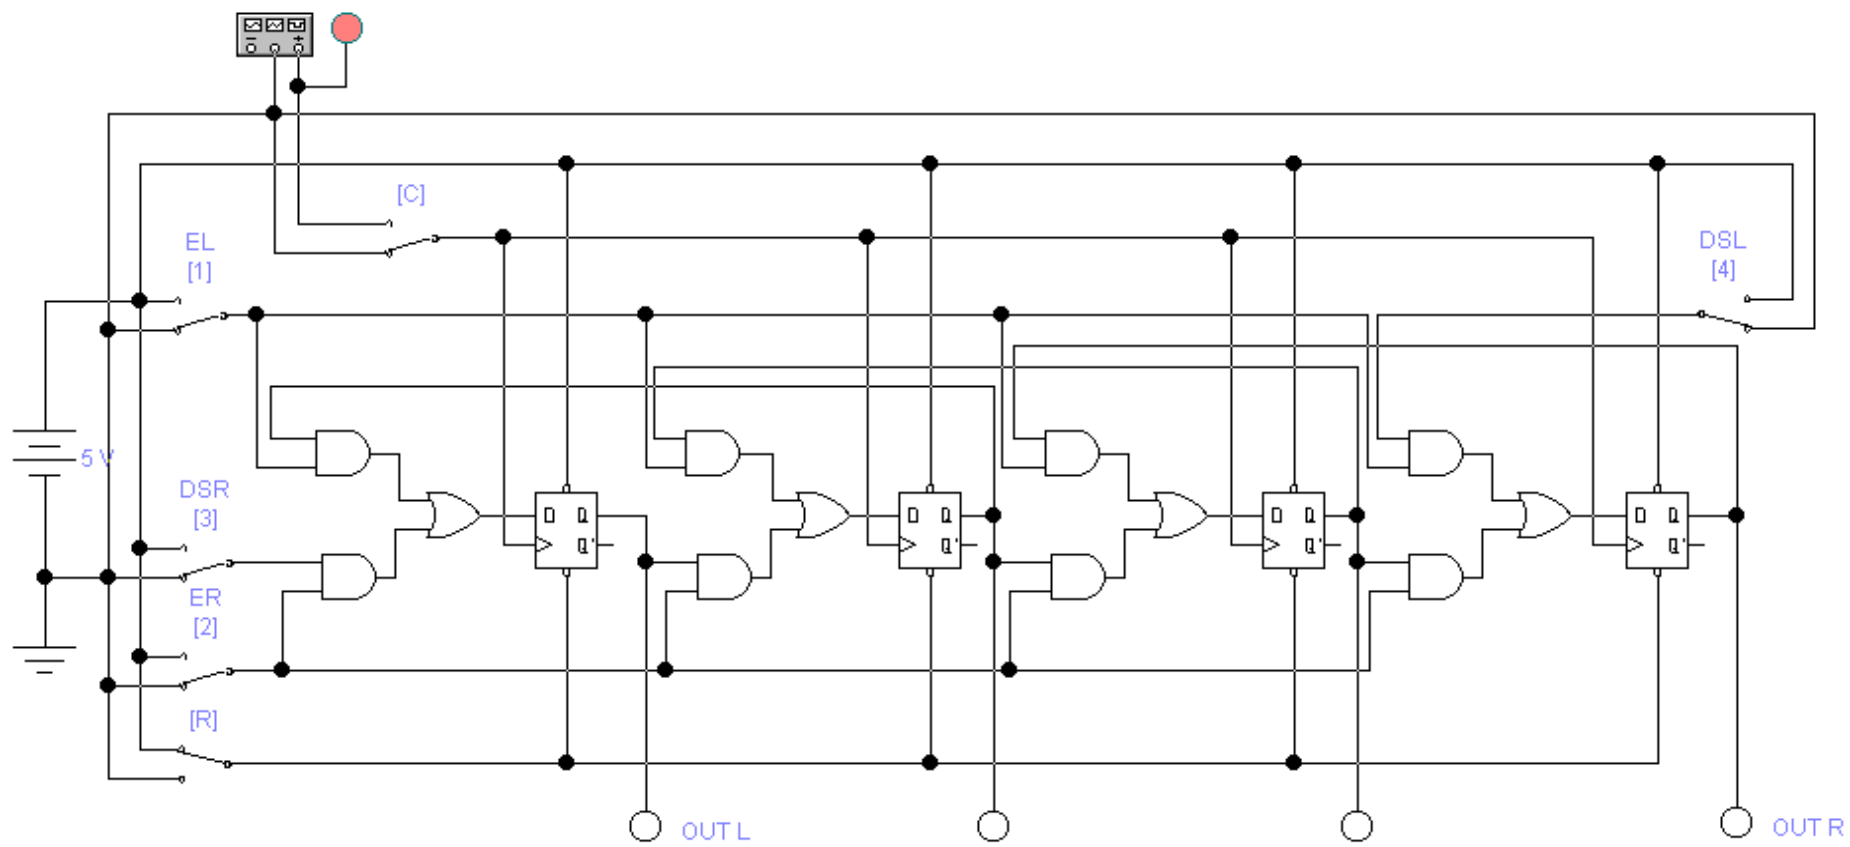 [C]
EL
[1]
DSL
[4]
5 V
DSR
[3]
D Q
Q'
D Q
Q'
D Q
Q'
D Q
Q'
ER
[2]
[R]
OUT L
OUT R